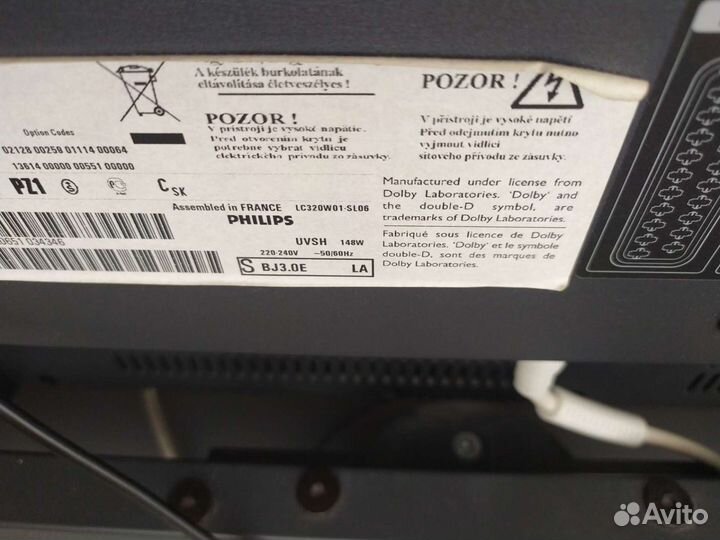 A készülék burkolatának
eltávolítása életveszélyes !
POZOR !
V prístroji je vysoké napätie.
Pred otvorením krytu je
potrebne vybrat vidlicu
elektrického prívodu zo zásuvky.
POZOR !
V přístroji je vysoké napětí
Před odejmutím krytu nutno
vyjmout vidlici
síťového přívodu ze zásuvky.
Option Codes
02128 00259 01114 00064
13614 00000 00551 00000
PZ1
C SK
Assembled in FRANCE LC320W01-SL06
PHILIPS
0651 034346
UVSH 148W
220-240V ~50/60Hz
S BJ3.0E LA
Manufactured under license from
Dolby Laboratories. 'Dolby' and
the double-D symbol, are
trademarks of Dolby Laboratories.
Fabriqué sous licence de Dolby
Laboratories. 'Dolby' et le symbole
double-D, sont des marques de
Dolby Laboratories.
Avito